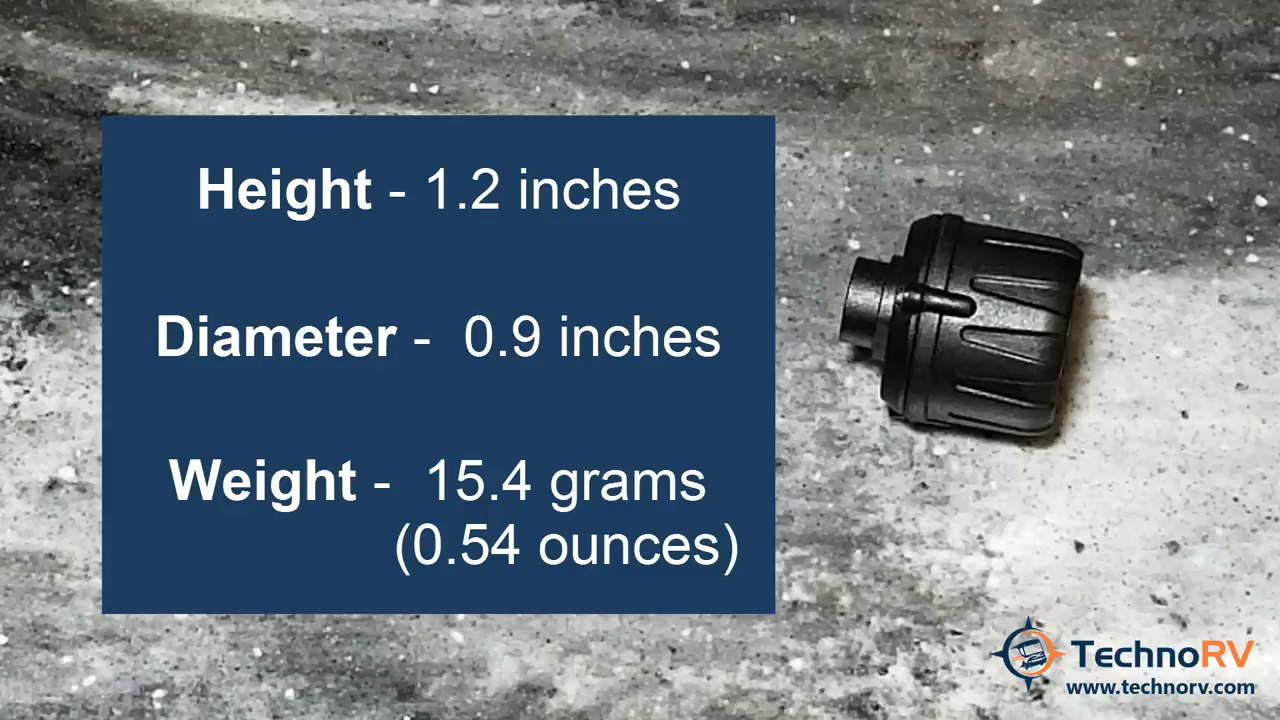 Height - 1.2 inches
Diameter - 0.9 inches
Weight - 15.4 grams
(0.54 ounces)
TechnoRV
www.technorv.com